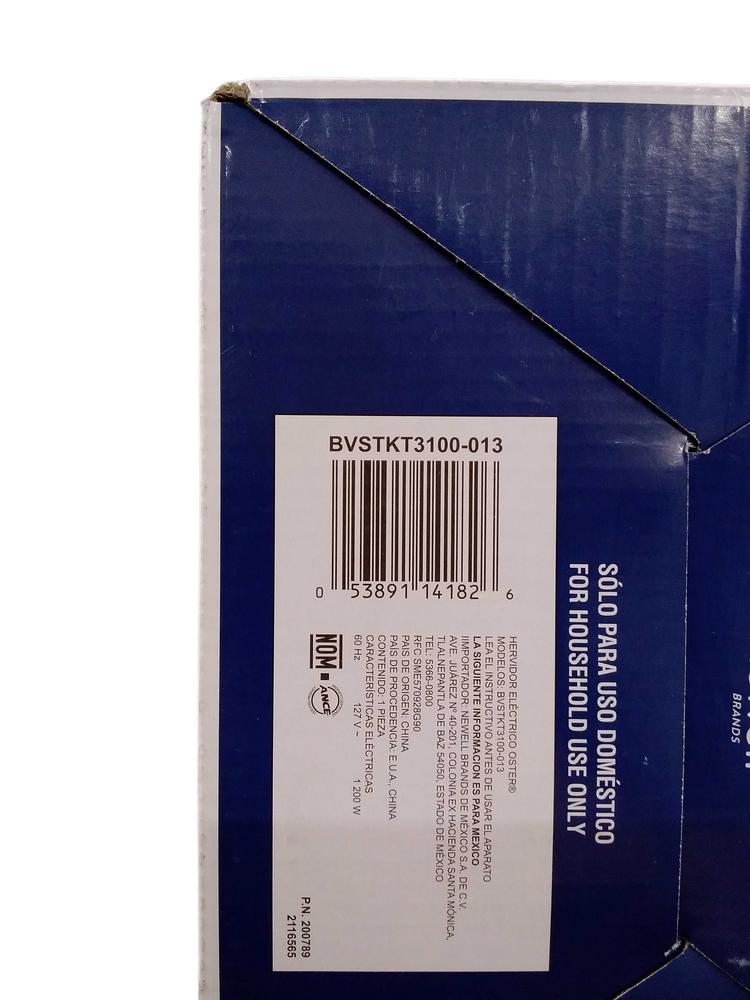 BVSTKT3100-013
0 53891 14182 6
HERVIDOR ELÉCTRICO OSTER®
MODELOS: BVSTKT3100-013
LEA EL INSTRUCTIVO ANTES DE USAR EL APARATO
LA SIGUIENTE INFORMACION ES PARA MEXICO
IMPORTADOR: NEWELL BRANDS DE MÉXICO S.A. DE C.V.
AVE. JUÁREZ Nº 40-201, COLONIA EX HACIENDA SANTA MÓNICA,
TLALNEPANTLA DE BAZ 54050, ESTADO DE MÉXICO
TEL: 5366-0800
RFC SME570928G90
PAIS DE ORIGEN: CHINA
PAÍS DE PROCEDENCIA: E.U.A., CHINA
CONTENIDO: 1 PIEZA
CARACTERÍSTICAS ELÉCTRICAS
60 Hz 127 V ~ 1 200 W
NOM
ANCE
P.N. 200789
2116565
SÓLO PARA USO DOMÉSTICO
FOR HOUSEHOLD USE ONLY
BRANDS